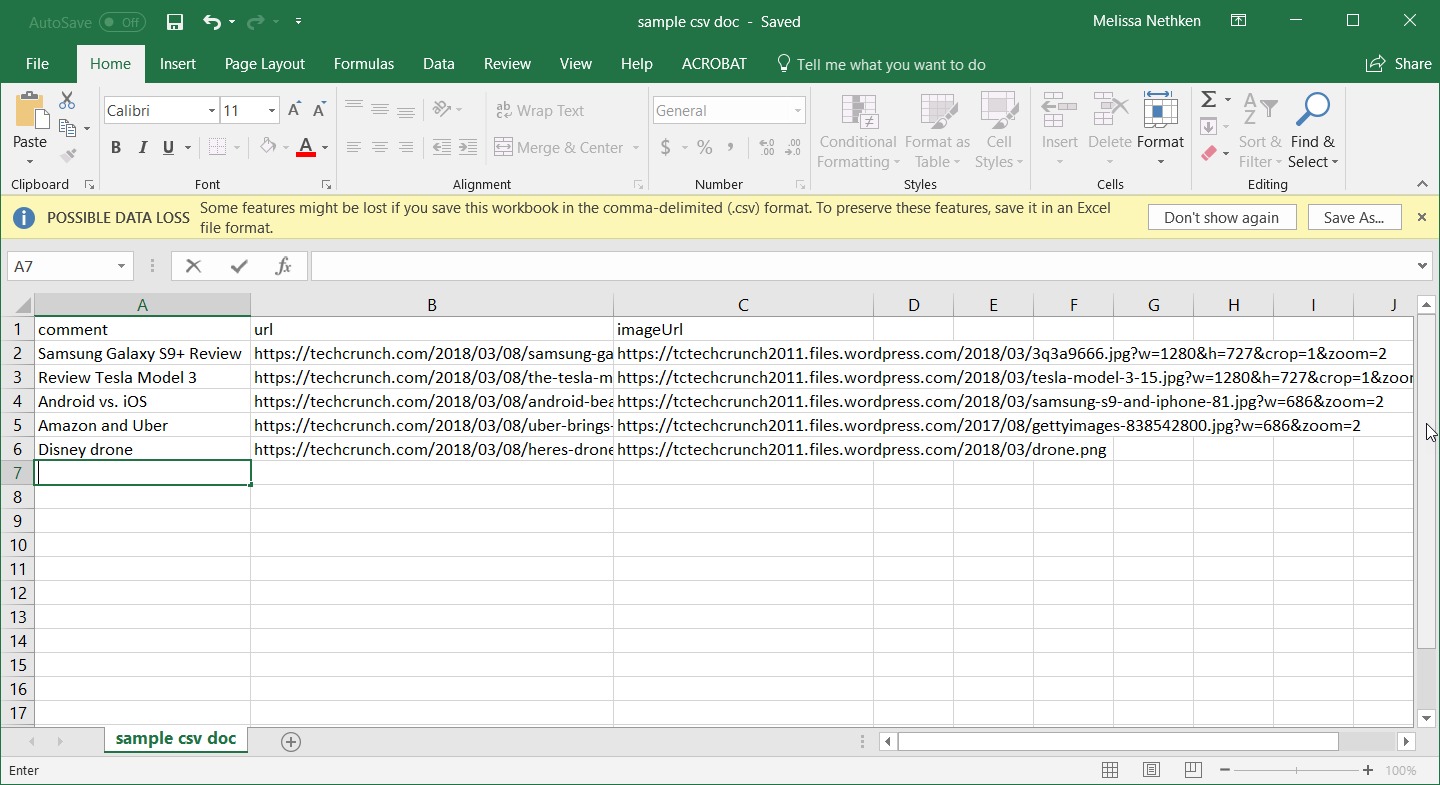 AutoSave Off
sample csv doc - Saved
Melissa Nethken
File Home Insert Page Layout Formulas Data Review View Help ACROBAT Tell me what you want to do Share
Paste
Calibri 11
B I U A
ab Wrap Text
Merge & Center
General
$ % ,
Conditional Formatting
Format as Table
Cell Styles
Insert Delete Format
Sort & Filter
Find & Select
Clipboard Font Alignment Number Styles Cells Editing
POSSIBLE DATA LOSS Some features might be lost if you save this workbook in the comma-delimited (.csv) format. To preserve these features, save it in an Excel
file format.
Don't show again Save As...
A7 fx
A B C D E F G H I J
1 comment url imageUrl
2 Samsung Galaxy S9+ Review https://techcrunch.com/2018/03/08/samsung-ga https://tctechcrunch2011.files.wordpress.com/2018/03/3q3a9666.jpg?w=1280&h=727&crop=1&zoom=2
3 Review Tesla Model 3 https://techcrunch.com/2018/03/08/the-tesla-m https://tctechcrunch2011.files.wordpress.com/2018/03/tesla-model-3-15.jpg?w=1280&h=727&crop=1&zoor
4 Android vs. iOS https://techcrunch.com/2018/03/08/android-bea https://tctechcrunch2011.files.wordpress.com/2018/03/samsung-s9-and-iphone-81.jpg?w=686&zoom=2
5 Amazon and Uber https://techcrunch.com/2018/03/08/uber-brings- https://tctechcrunch2011.files.wordpress.com/2017/08/gettyimages-838542800.jpg?w=686&zoom=2
6 Disney drone https://techcrunch.com/2018/03/08/heres-drone https://tctechcrunch2011.files.wordpress.com/2018/03/drone.png
7
8
9
10
11
12
13
14
15
16
17
sample csv doc
Enter
100%